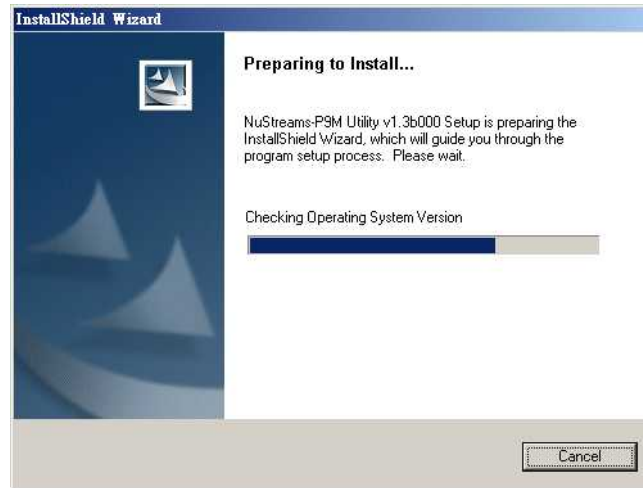 InstallShield Wizard
Preparing to Install...
NuStreams-P9M Utility v1.3b000 Setup is preparing the
InstallShield Wizard, which will guide you through the
program setup process. Please wait.
Checking Operating System Version
Cancel